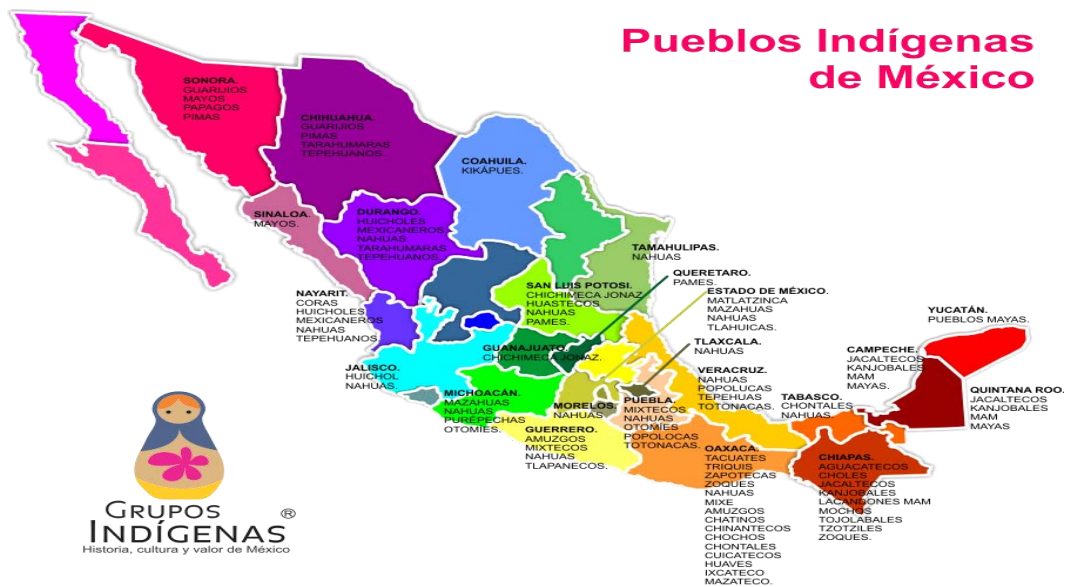 Pueblos Indígenas
de México
SONORA.
GUARIJIOS
MAYOS
PAPAGOS
PIMAS
CHIHUAHUA.
GUARIJIOS
PIMAS
TARAHUMARAS
TEPEHUANOS.
COAHUILA.
KIKÁPUES.
SINALOA.
MAYOS.
DURANGO.
HUICHOLES
MEXICANEROS
NAHUAS
TARAHUMARAS
TEPEHUANOS
TAMAHULIPAS.
NAHUAS
QUERETARO.
PAMES.
SAN LUIS POTOSI.
CHICHIMECA JONAZ
HUASTECOS
NAHUAS
PAMES.
ESTADO DE MÉXICO.
MATLATZINCA
MAZAHUAS
NAHUAS
TLAHUICAS.
NAYARIT.
CORAS
HUICHOLES
MEXICANEROS
NAHUAS
TEPEHUANOS
YUCATÁN.
PUEBLOS MAYAS.
TLAXCALA.
NAHUAS
GUANAJUATO.
CHICHIMECA JONAZ.
CAMPECHE.
JACALTECOS
KANJOBALES
MAM
MAYAS.
JALISCO.
HUICHOL
NAHUAS.
VERACRUZ.
NAHUAS
POPOLUCAS
TEPEHUAS
TOTONACAS.
QUINTANA ROO.
JACALTECOS
KANJOBALES
MAM
MAYAS
MICHOACÁN.
MAZAHUAS
NAHUAS
PURÉPECHAS
OTOMIES.
TABASCO.
CHONTALES
NAHUAS.
MORELOS.
NAHUAS
PUEBLA.
MIXTECOS
NAHUAS
OTOMÍES
POPOLOCAS
TOTONACAS.
GUERRERO.
AMUZGOS
MIXTECOS
NAHUAS
TLAPANECOS.
OAXACA.
TACUATES
TRIQUIS
ZAPOTECAS
ZOQUES
NAHUAS
MIXE
AMUZGOS
CHATINOS
CHINANTECOS
CHOCHOS
CHONTALES
CUICATECOS
HUAVES
IXCATECO
MAZATECO.
CHIAPAS.
AGUACATECOS
CHOLES
JACALTECOS
KANJOBALES
LACANDONES MAM
MOCHOS
TOJOLABALES
TZOTZILES
ZOQUES.
GRUPOS
INDÍGENAS ®
Historia, cultura y valor de México